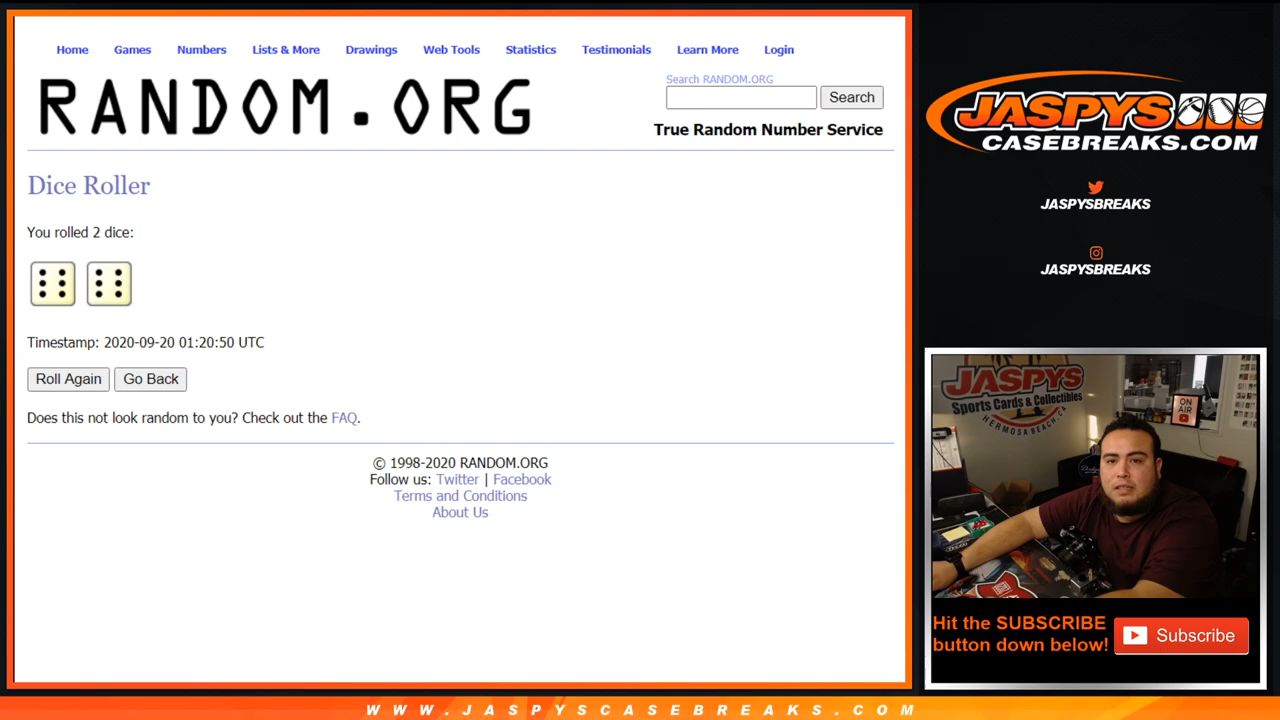 Home Games Numbers Lists & More Drawings Web Tools Statistics Testimonials Learn More Login
RANDOM.ORG
Search RANDOM.ORG
Search
True Random Number Service
Dice Roller
You rolled 2 dice:
Timestamp: 2020-09-20 01:20:50 UTC
Roll Again Go Back
Does this not look random to you? Check out the FAQ.
© 1998-2020 RANDOM.ORG
Follow us: Twitter | Facebook
Terms and Conditions
About Us
JASPYS
CASEBREAKS.COM
JASPYSBREAKS
JASPYSBREAKS
JASPYS
Sports Cards & Collectibles
HERMOSA BEACH, CA
ON
AIR
Hit the SUBSCRIBE
button down below!
Subscribe
WWW.JASPYSCASEBREAKS.COM